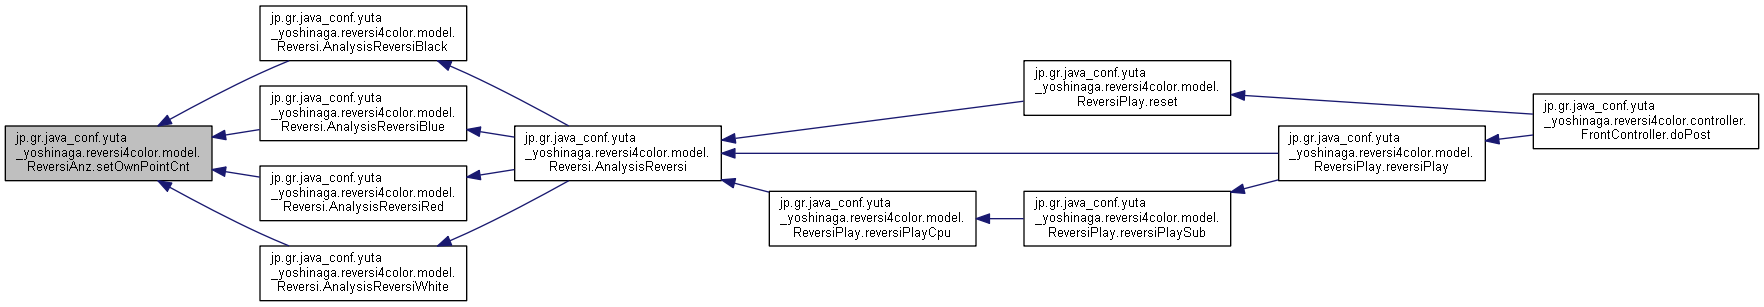 jp.gr.java_conf.yuta
_yoshinaga.reversi4color.model.
ReversiAnz.setOwnPointCnt
jp.gr.java_conf.yuta
_yoshinaga.reversi4color.model.
Reversi.AnalysisReversiBlack
jp.gr.java_conf.yuta
_yoshinaga.reversi4color.model.
Reversi.AnalysisReversiBlue
jp.gr.java_conf.yuta
_yoshinaga.reversi4color.model.
Reversi.AnalysisReversiRed
jp.gr.java_conf.yuta
_yoshinaga.reversi4color.model.
Reversi.AnalysisReversiWhite
jp.gr.java_conf.yuta
_yoshinaga.reversi4color.model.
Reversi.AnalysisReversi
jp.gr.java_conf.yuta
_yoshinaga.reversi4color.model.
ReversiPlay.reset
jp.gr.java_conf.yuta
_yoshinaga.reversi4color.model.
ReversiPlay.reversiPlayCpu
jp.gr.java_conf.yuta
_yoshinaga.reversi4color.model.
ReversiPlay.reversiPlaySub
jp.gr.java_conf.yuta
_yoshinaga.reversi4color.model.
ReversiPlay.reversiPlay
jp.gr.java_conf.yuta
_yoshinaga.reversi4color.controller.
FrontController.doPost